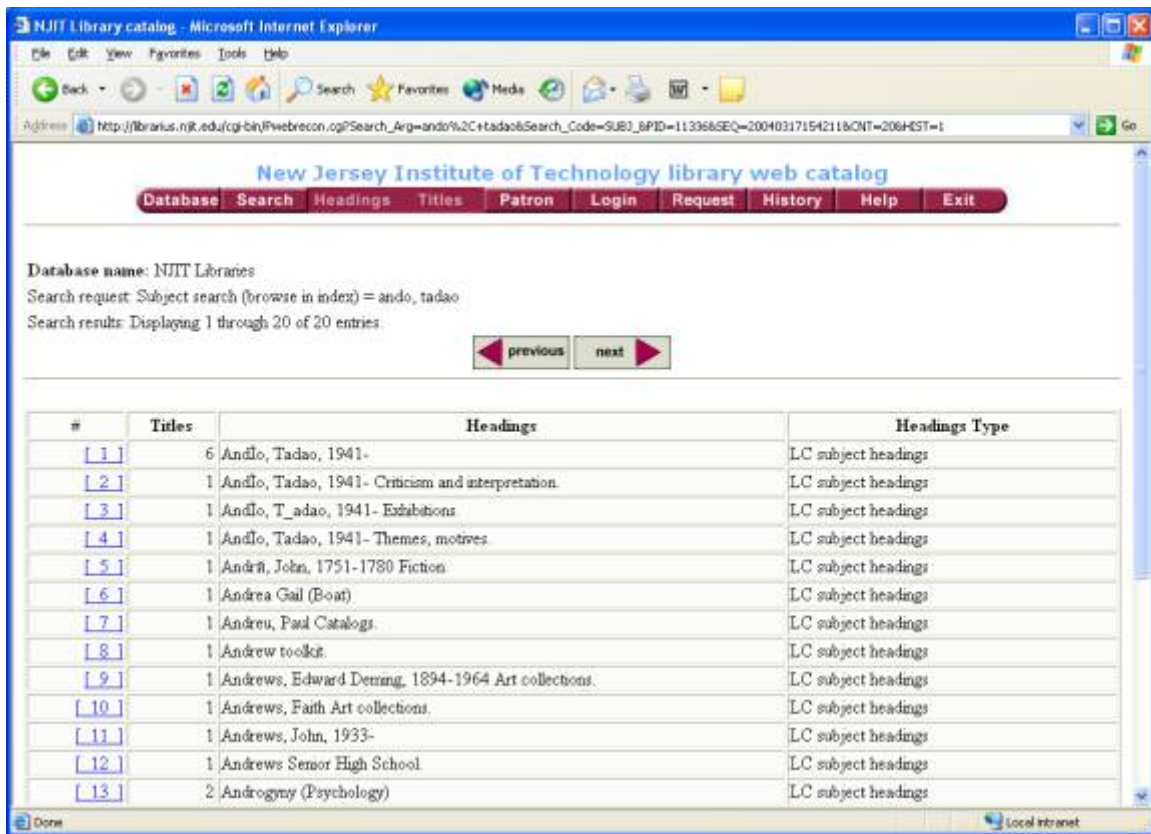 NJIT Library catalog - Microsoft Internet Explorer
File Edit View Favorites Tools Help
Back Search Favorites Media
Address http://librarius.njit.edu/cgi-bin/Pwebrecon.cgi?Search_Arg=ando%2C+tadao&Search_Code=SUBJ_&PID=11336&SEQ=20040317154211&CNT=20&HIST=1 Go
New Jersey Institute of Technology library web catalog
Database Search Headings Titles Patron Login Request History Help Exit
Database name: NJIT Libraries
Search request: Subject search (browse in index) = ando, tadao
Search results: Displaying 1 through 20 of 20 entries.
previous next
# Titles Headings Headings Type
[ 1 ] 6 AndÌo, Tadao, 1941- LC subject headings
[ 2 ] 1 AndÌo, Tadao, 1941- Criticism and interpretation. LC subject headings
[ 3 ] 1 AndÌo, T_adao, 1941- Exhibitions. LC subject headings
[ 4 ] 1 AndÌo, Tadao, 1941- Themes, motives. LC subject headings
[ 5 ] 1 John, 1751-1780 Fiction. LC subject headings
[ 6 ] 1 Andrea Gail (Boat) LC subject headings
[ 7 ] 1 Andreu, Paul Catalogs. LC subject headings
[ 8 ] 1 Andrew toolkit. LC subject headings
[ 9 ] 1 Andrews, Edward Deming, 1894-1964 Art collections. LC subject headings
[ 10 ] 1 Andrews, Faith Art collections. LC subject headings
[ 11 ] 1 Andrews, John, 1933- LC subject headings
[ 12 ] 1 Andrews Senior High School. LC subject headings
[ 13 ] 2 Androgyny (Psychology) LC subject headings
Done Local intranet